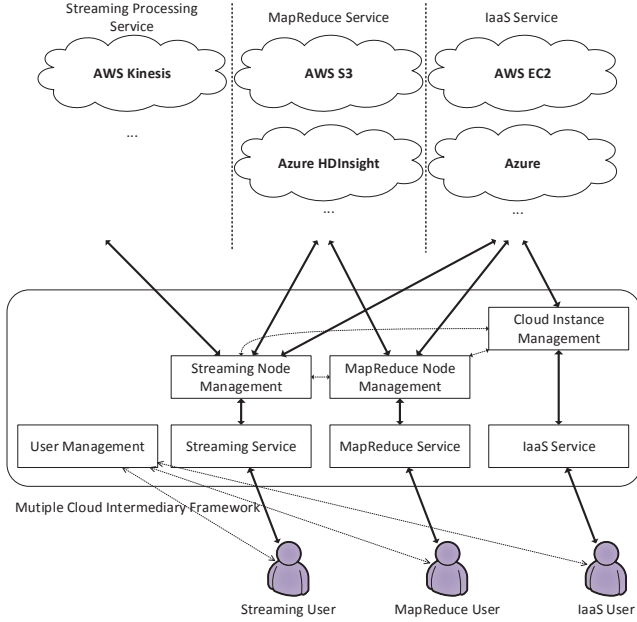 Streaming Processing
Service
MapReduce Service
IaaS Service
AWS Kinesis
AWS S3
AWS EC2
...
Azure HDInsight
Azure
...
...
Cloud Instance
Management
Streaming Node
Management
MapReduce Node
Management
User Management
Streaming Service
MapReduce Service
IaaS Service
Mutiple Cloud Intermediary Framework
Streaming User
MapReduce User
IaaS User